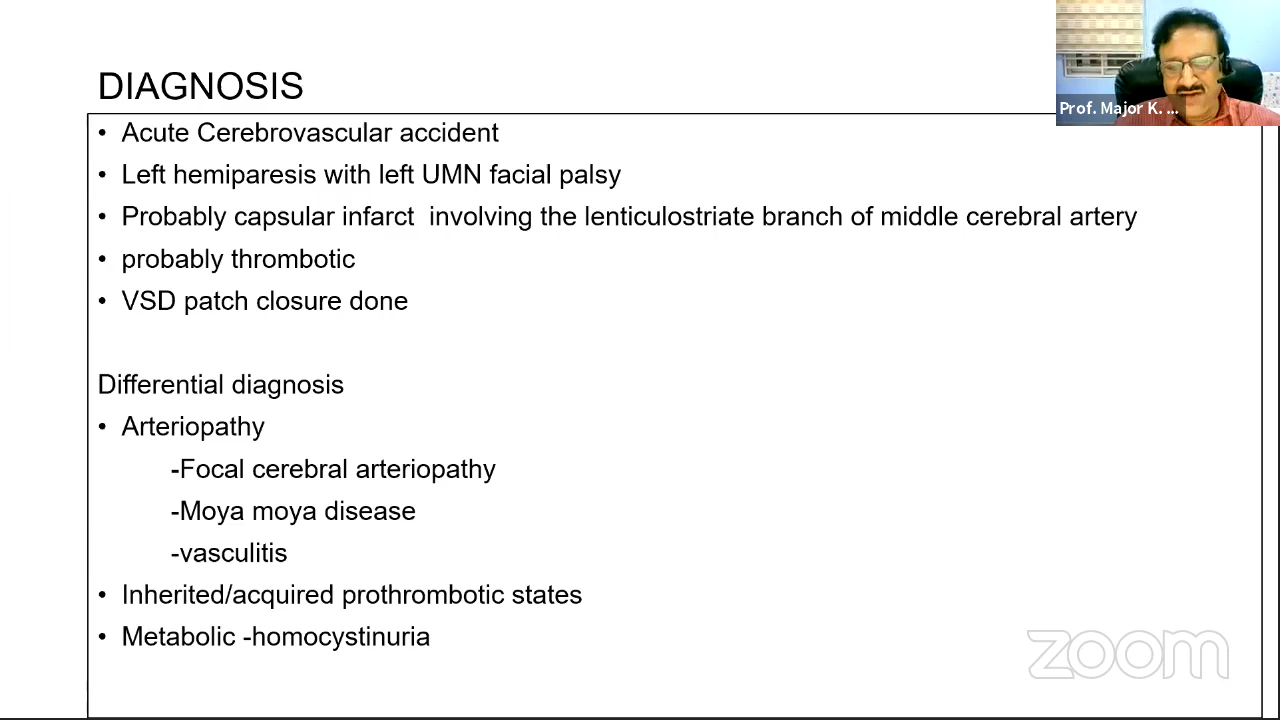 DIAGNOSIS
Prof. Major K. ...
• Acute Cerebrovascular accident
• Left hemiparesis with left UMN facial palsy
• Probably capsular infarct  involving the lenticulostriate branch of middle cerebral artery
• probably thrombotic
• VSD patch closure done
Differential diagnosis
• Arteriopathy
-Focal cerebral arteriopathy
-Moya moya disease
-vasculitis
• Inherited/acquired prothrombotic states
• Metabolic -homocystinuria
zoom